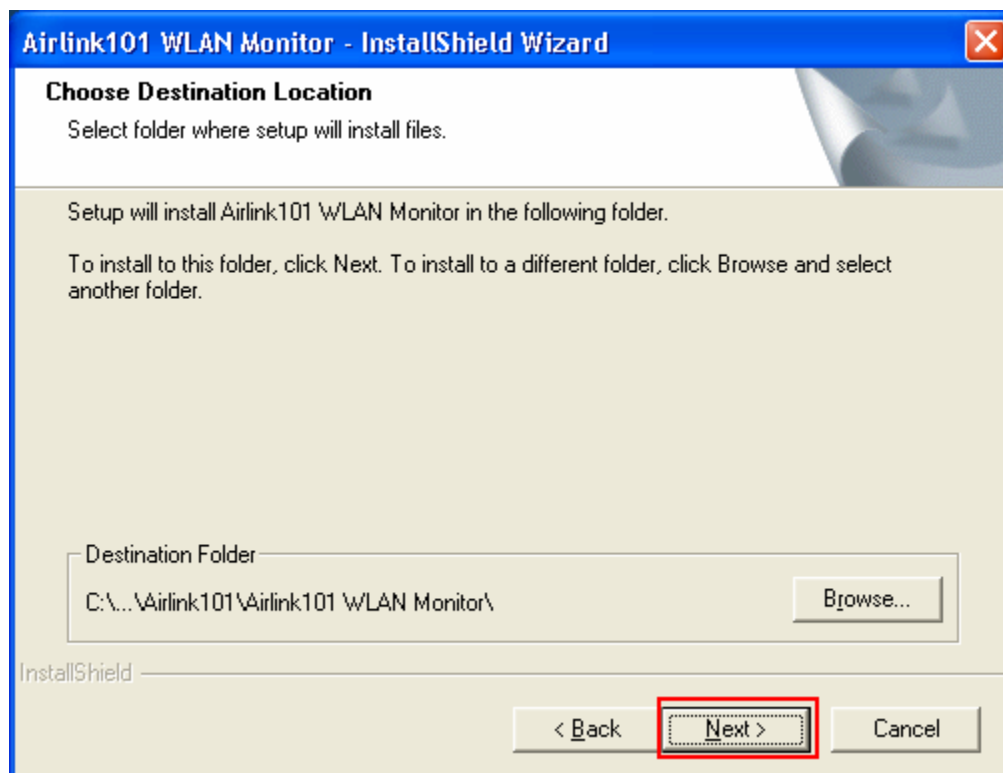 Airlink101 WLAN Monitor - InstallShield Wizard
Choose Destination Location
Select folder where setup will install files.
Setup will install Airlink101 WLAN Monitor in the following folder.
To install to this folder, click Next. To install to a different folder, click Browse and select
another folder.
Destination Folder
C:\...\Airlink101\Airlink101 WLAN Monitor\
Browse...
InstallShield
< Back
Next >
Cancel